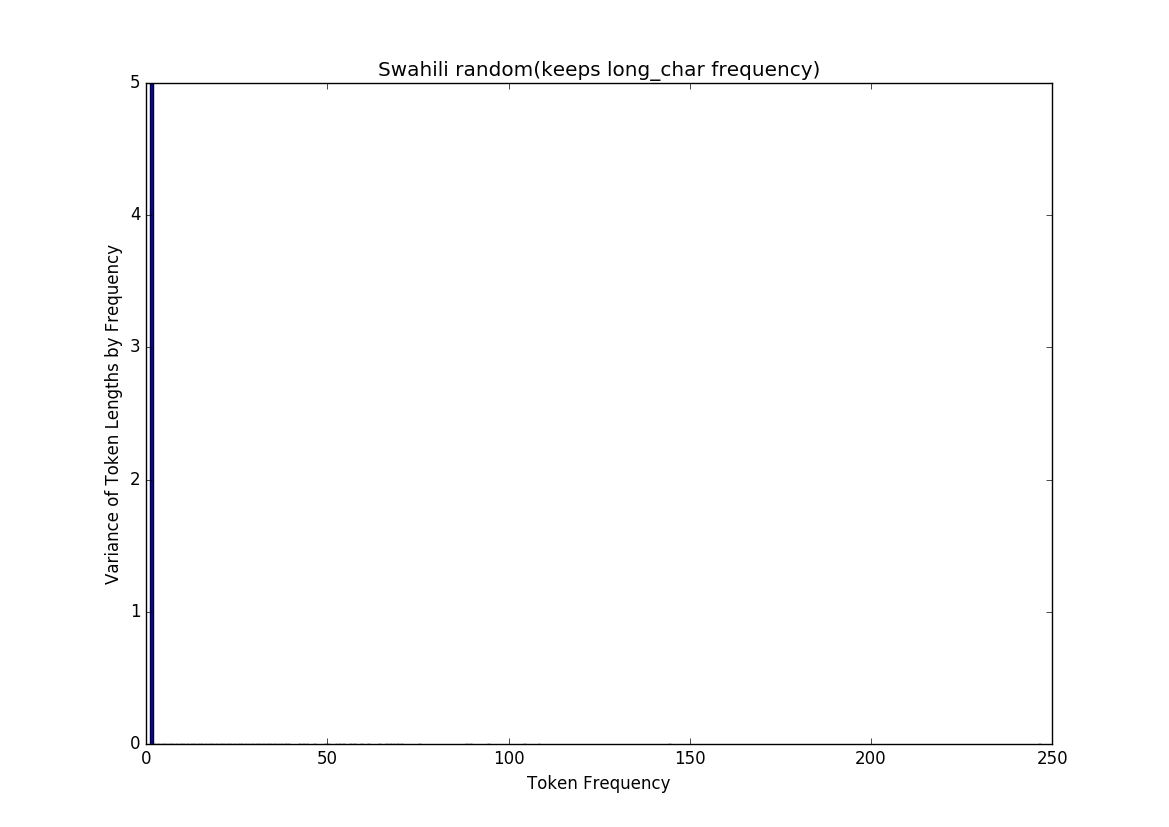 Swahili random(keeps long_char frequency)
5
4
3
2
1
0
Variance of Token Lengths by Frequency
0 50 100 150 200 250
Token Frequency